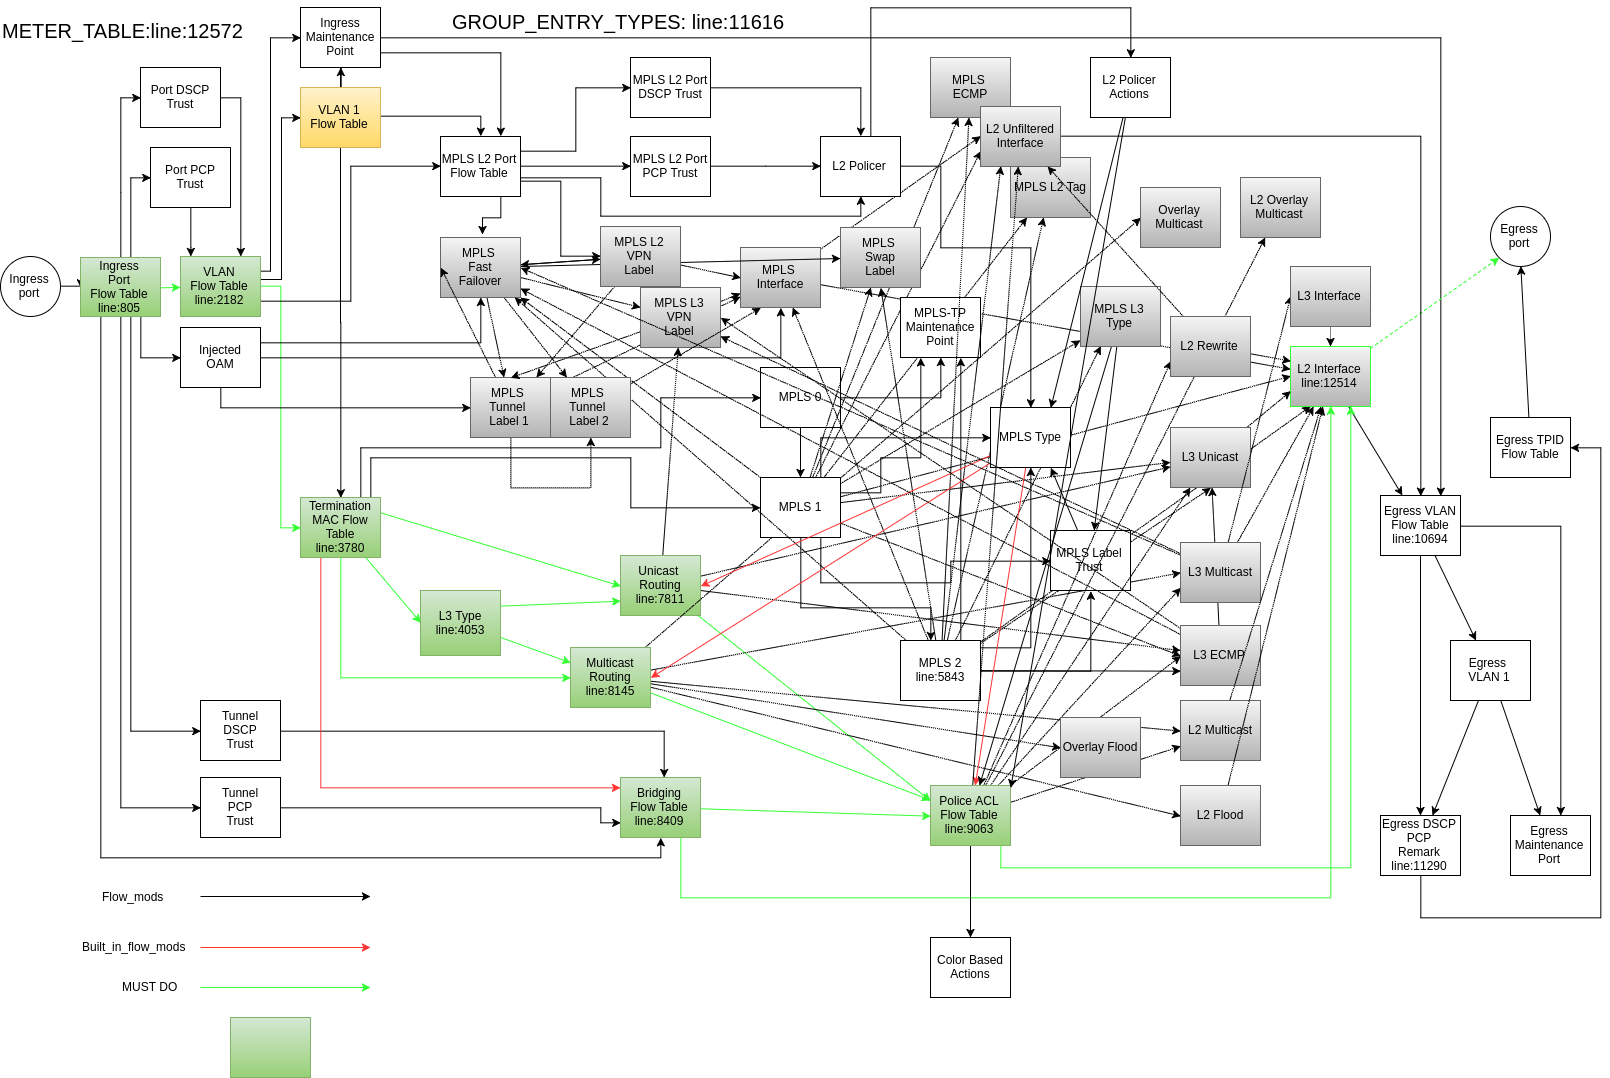 METER_TABLE:line:12572
GROUP_ENTRY_TYPES: line:11616
Ingress
Maintenance
Point
Port DSCP
Trust
VLAN 1
Flow Table
MPLS L2 Port
DSCP Trust
MPLS
ECMP
L2 Policer
Actions
L2 Unfiltered
Interface
Port PCP
Trust
MPLS L2 Port
Flow Table
MPLS L2 Port
PCP Trust
L2 Policer
MPLS L2 Tag
Overlay
Multicast
L2 Overlay
Multicast
Egress
port
Ingress
port
Ingress
Port
Flow Table
line:805
VLAN
Flow Table
line:2182
MPLS
Fast
Failover
MPLS L2
VPN
Label
MPLS
Interface
MPLS
Swap
Label
MPLS L3
VPN
Label
MPLS-TP
Maintenance
Point
MPLS L3
Type
L3 Interface
Injected
OAM
L2 Rewrite
L2 Interface
line:12514
MPLS
Tunnel
Label 1
MPLS
Tunnel
Label 2
MPLS 0
MPLS Type
L3 Unicast
Egress TPID
Flow Table
Termination
MAC Flow
Table
line:3780
MPLS 1
Egress VLAN
Flow Table
line:10694
MPLS Label
Trust
Unicast
Routing
line:7811
L3 Multicast
L3 Type
line:4053
Multicast
Routing
line:8145
MPLS 2
line:5843
L3 ECMP
Egress
VLAN 1
Tunnel
DSCP
Trust
Overlay Flood
L2 Multicast
Tunnel
PCP
Trust
Bridging
Flow Table
line:8409
Police ACL
Flow Table
line:9063
L2 Flood
Egress DSCP
PCP
Remark
line:11290
Egress
Maintenance
Port
Flow_mods
Built_in_flow_mods
MUST DO
Color Based
Actions